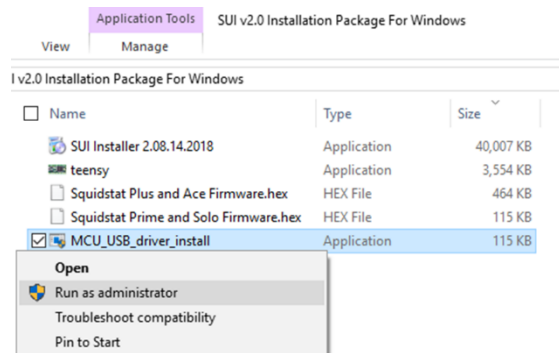 Application Tools SUI v2.0 Installation Package For Windows
View Manage
I v2.0 Installation Package For Windows
Name Type Size
SUI Installer 2.08.14.2018 Application 40,007 KB
teensy Application 3,554 KB
Squidstat Plus and Ace Firmware.hex HEX File 464 KB
Squidstat Prime and Solo Firmware.hex HEX File 115 KB
MCU_USB_driver_install Application 115 KB
Open
Run as administrator
Troubleshoot compatibility
Pin to Start